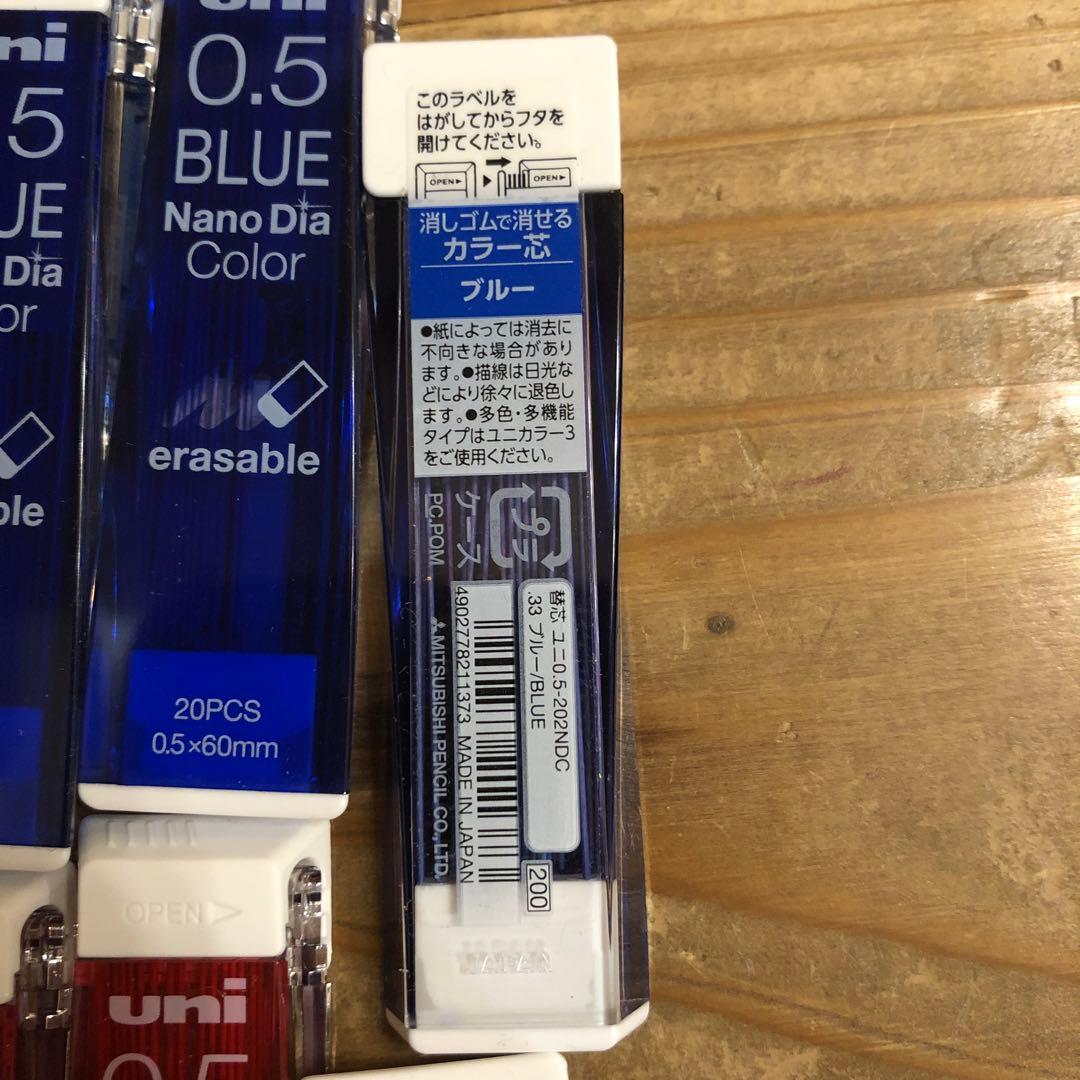 uni
5
UE
Dia
or
ble
uni
0.5
BLUE
Nano Dia
Color
erasable
20PCS
0.5×60mm
このラベルを
はがしてからフタを
開けてください。
OPEN▶ ▶ OPEN▶
消しゴムで消せる
カラー芯
ブルー
●紙によっては消去に
不向きな場合があり
ます。●描線は日光な
どにより徐々に退色し
ます。●多色・多機能
タイプはユニカラー3
をご使用ください。
プラ
ケース
PC,POM
替芯 ユニ0.5-202NDC
.33 ブルー/BLUE
4902778211373 MADE IN JAPAN
MITSUBISHI PENCIL CO.,LTD.
200
JAPAN
OPEN
uni
0.5